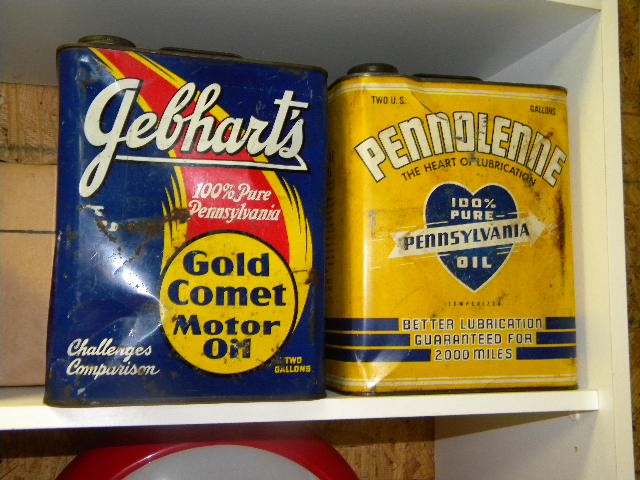 Gebhart's
100% Pure
Pennsylvania
Gold
Comet
Motor
Oil
Challenges
Comparison
TWO
GALLONS
TWO U.S. GALLONS
PENNOLENNE
THE HEART OF LUBRICATION
100%
PURE
PENNSYLVANIA
OIL
TEMPERIZED
BETTER LUBRICATION
GUARANTEED FOR
2000 MILES